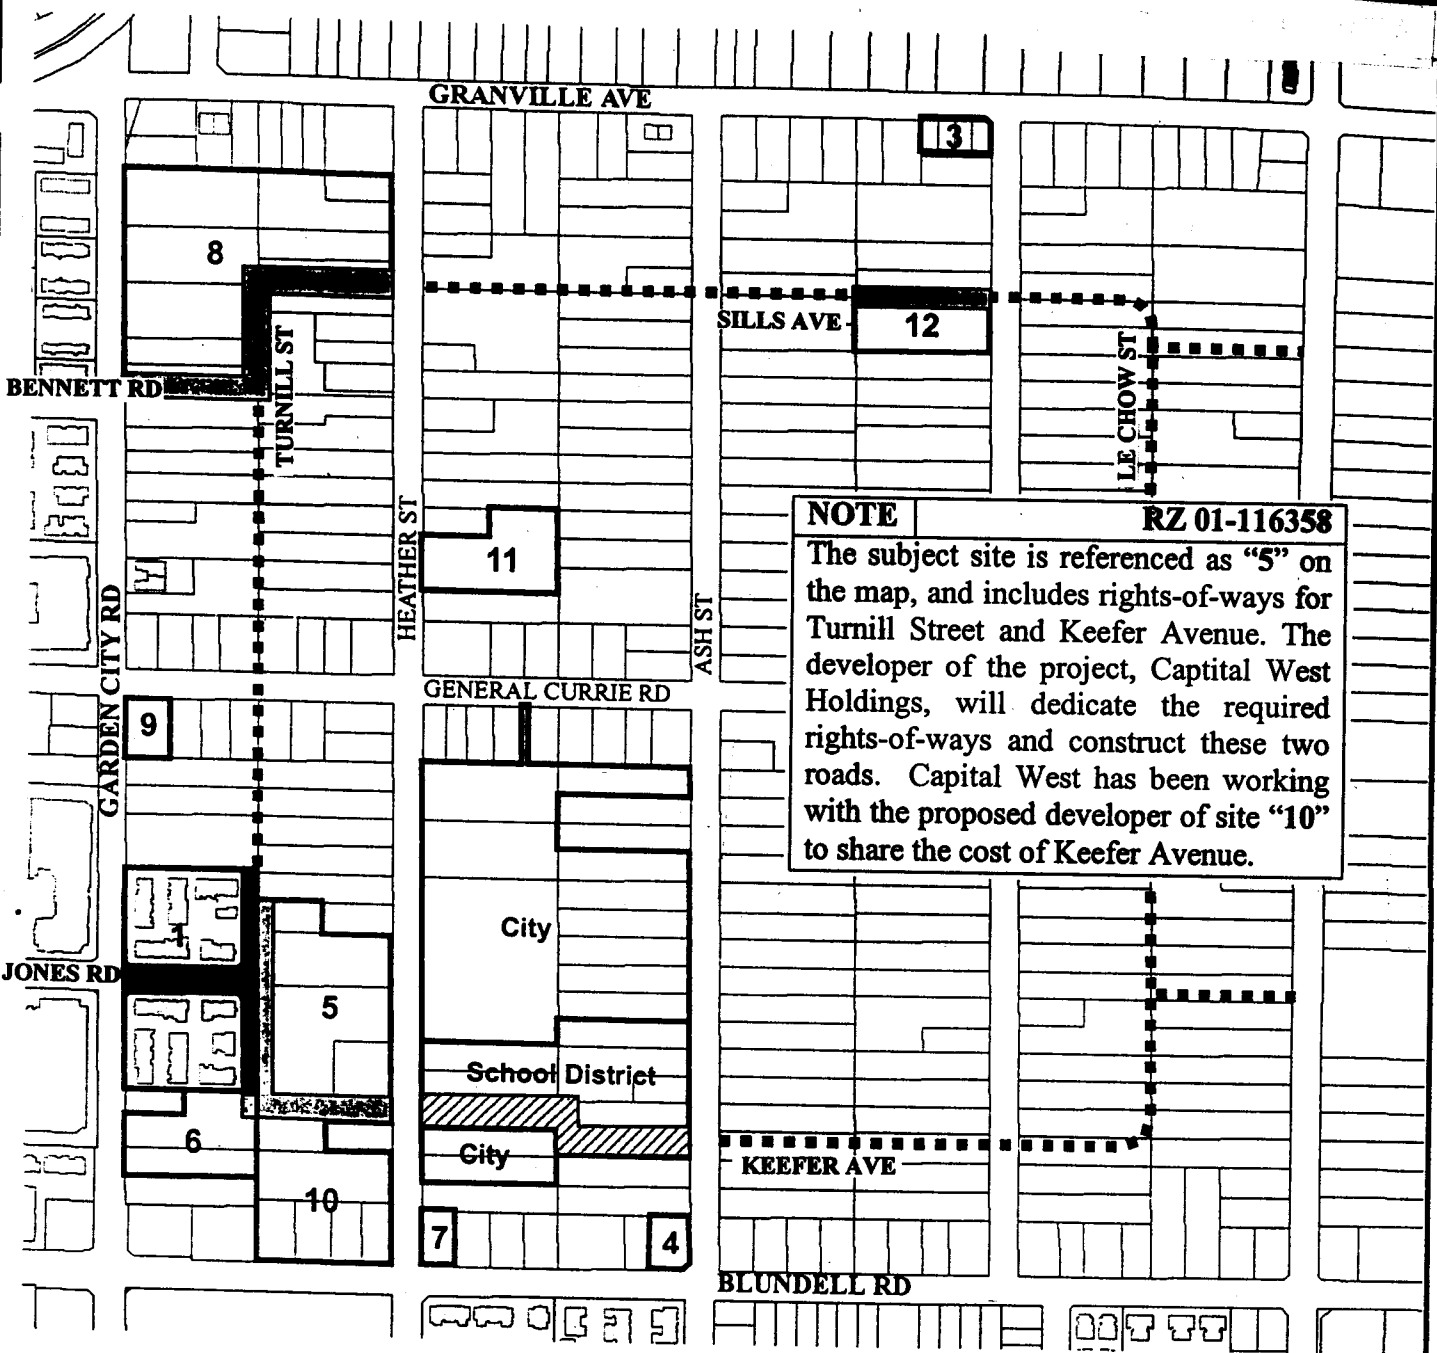 GRANVILLE AVE
3
8
SILLS AVE
12
TURNILL ST
LE CHOW ST
BENNETT RD
HEATHER ST
11
NOTE RZ 01-116358
The subject site is referenced as “5” on
the map, and includes rights-of-ways for
Turnill Street and Keefer Avenue. The
developer of the project, Captital West
Holdings, will dedicate the required
rights-of-ways and construct these two
roads. Capital West has been working
with the proposed developer of site “10”
to share the cost of Keefer Avenue.
GARDEN CITY RD
ASH ST
GENERAL CURRIE RD
9
1
City
JONES RD
5
School District
6
City
KEEFER AVE
10
7
4
BLUNDELL RD